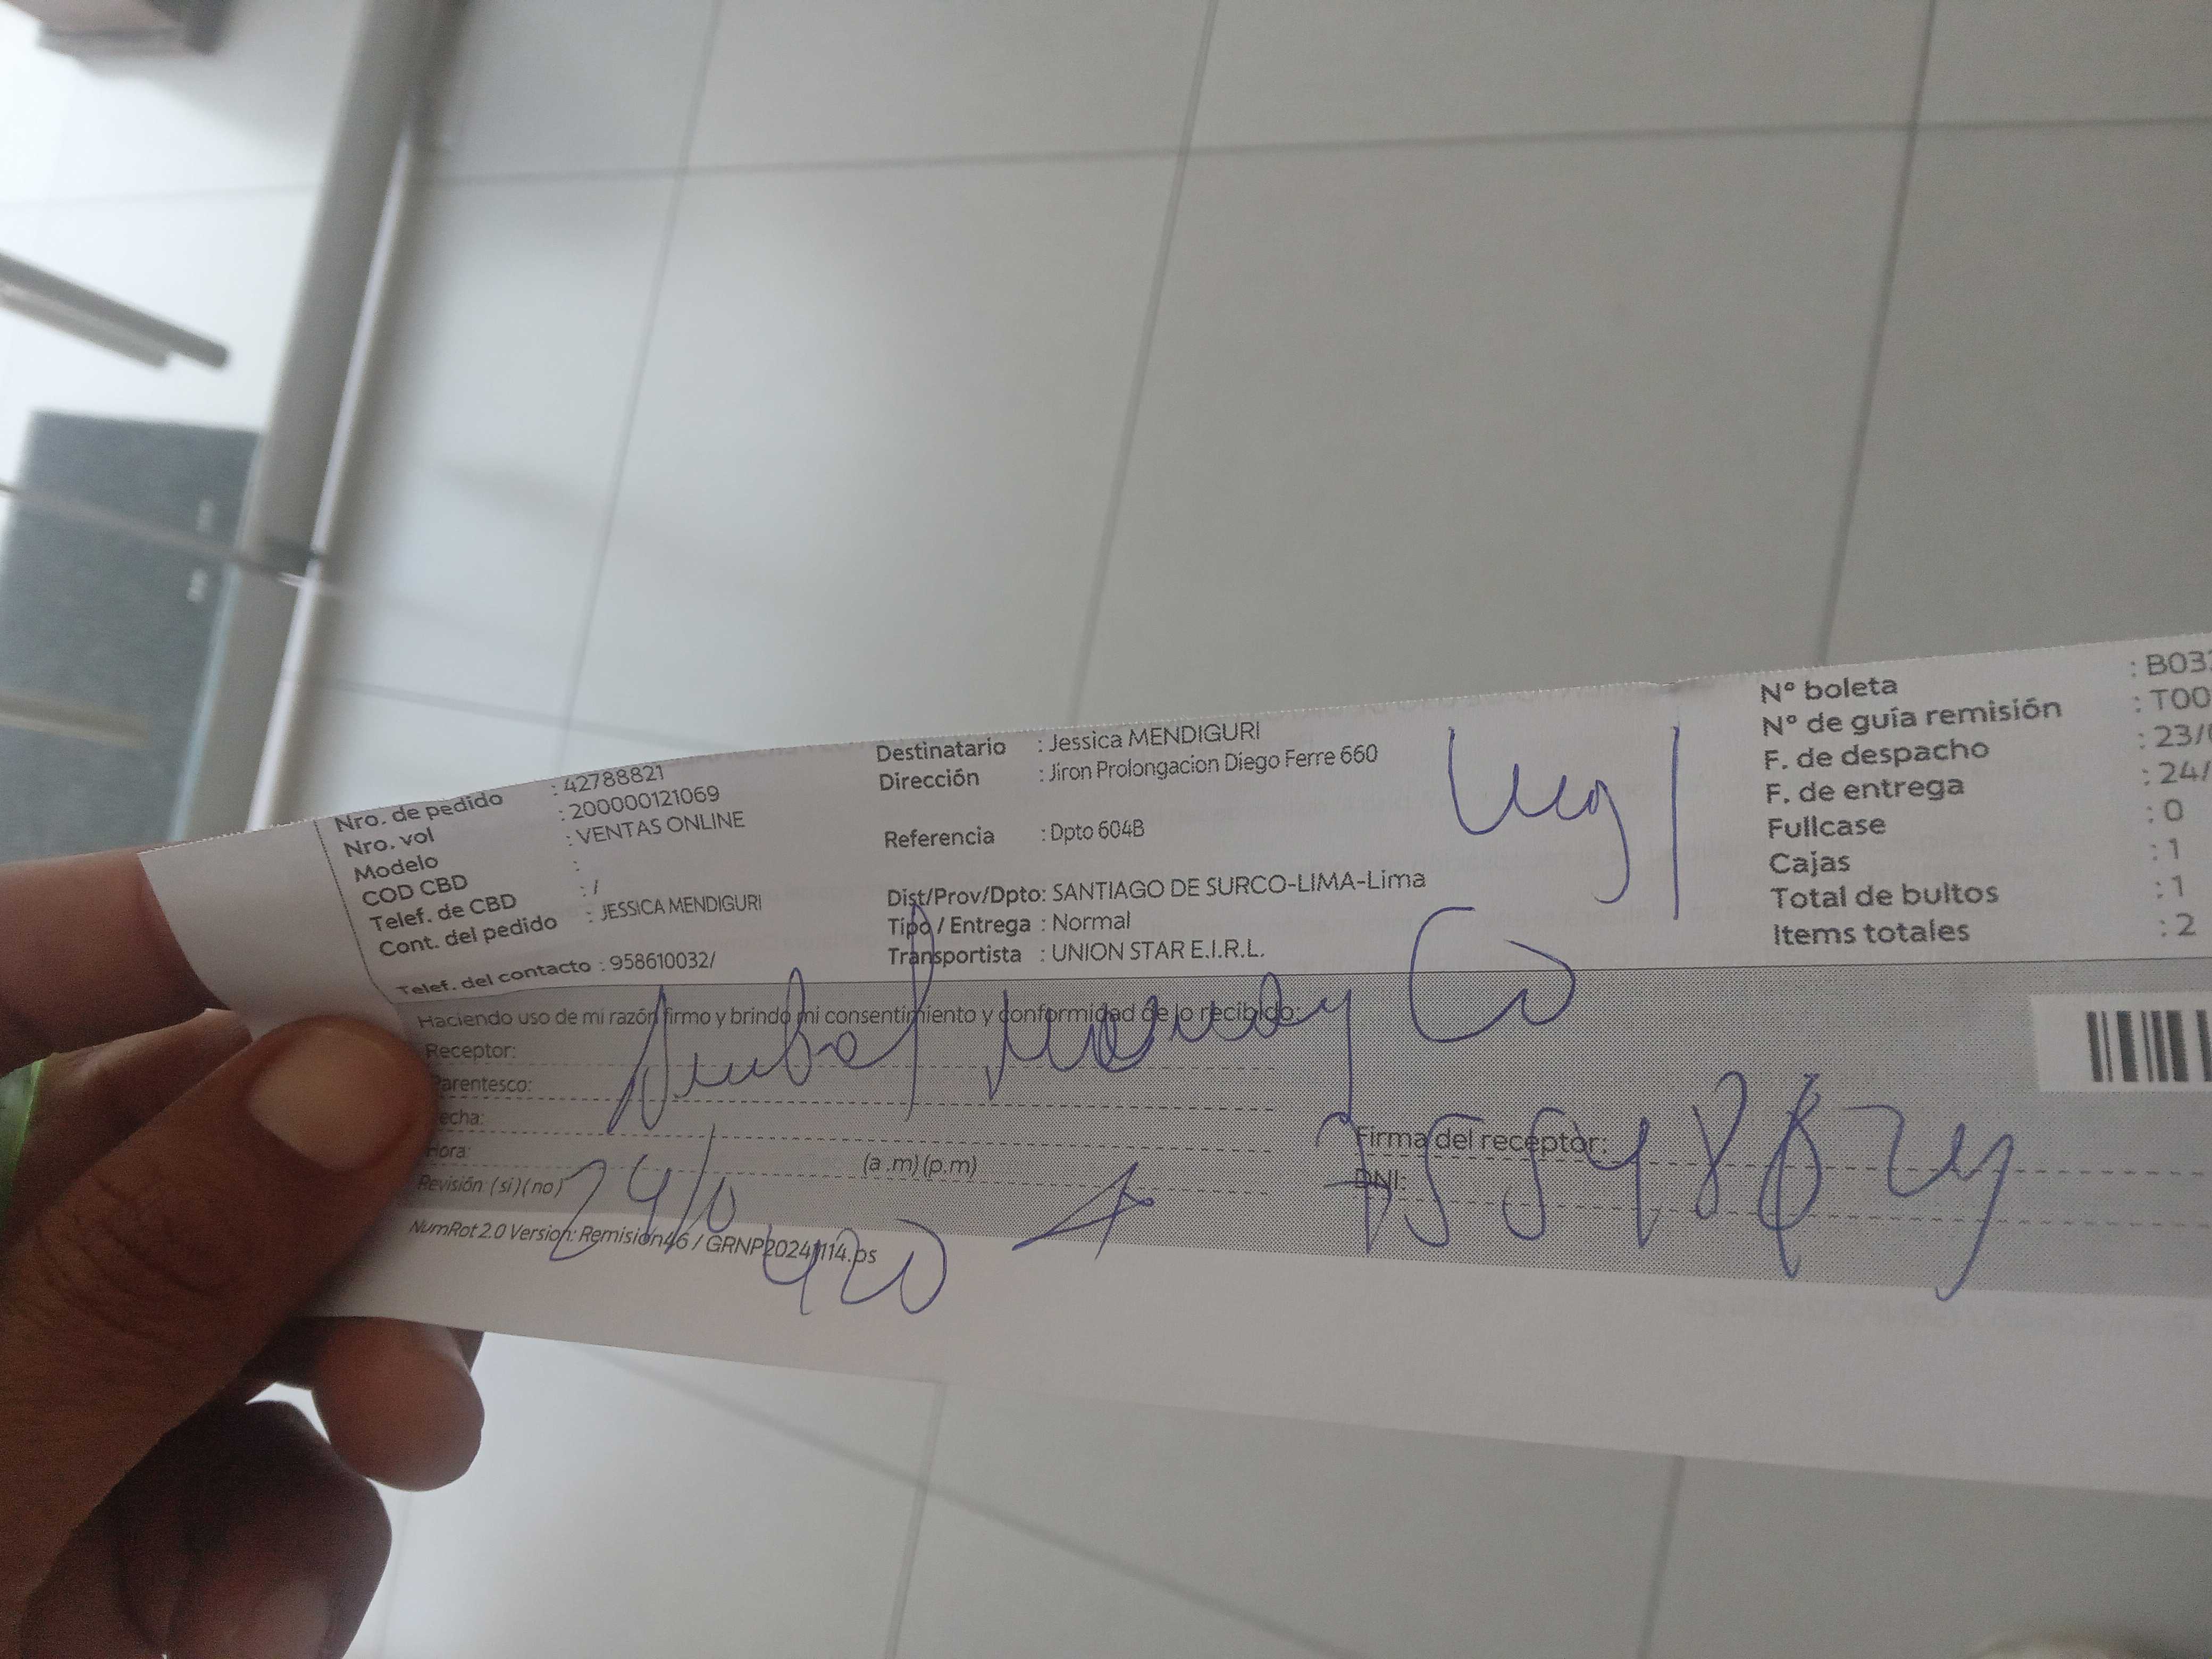 Nro. de pedido : 42788821
Nro. vol : 200000121069
Modelo : VENTAS ONLINE
COD CBD :
Telef. de CBD : /
Cont. del pedido : JESSICA MENDIGURI
Telef. del contacto : 958610032/
Destinatario : Jessica MENDIGURI
Dirección : Jiron Prolongacion Diego Ferre 660
Referencia : Dpto 604B
Dist/Prov/Dpto: SANTIAGO DE SURCO-LIMA-Lima
Tipo / Entrega : Normal
Transportista : UNION STAR E.I.R.L.
N° boleta : B03
N° de guía remisión : T00
F. de despacho : 23/
F. de entrega : 24/
Fullcase : 0
Cajas : 1
Total de bultos : 1
Items totales : 2
Haciendo uso de mi razón firmo y brindo mi consentimiento y conformidad de lo recibido:
Receptor:
Parentesco:
echa:
Hora: (a .m) (p.m)
Revisión: ( si ) ( no )
Firma del receptor:
DNI:
NumRot 2.0 Version: Remision46 / GRNP20241114.ps